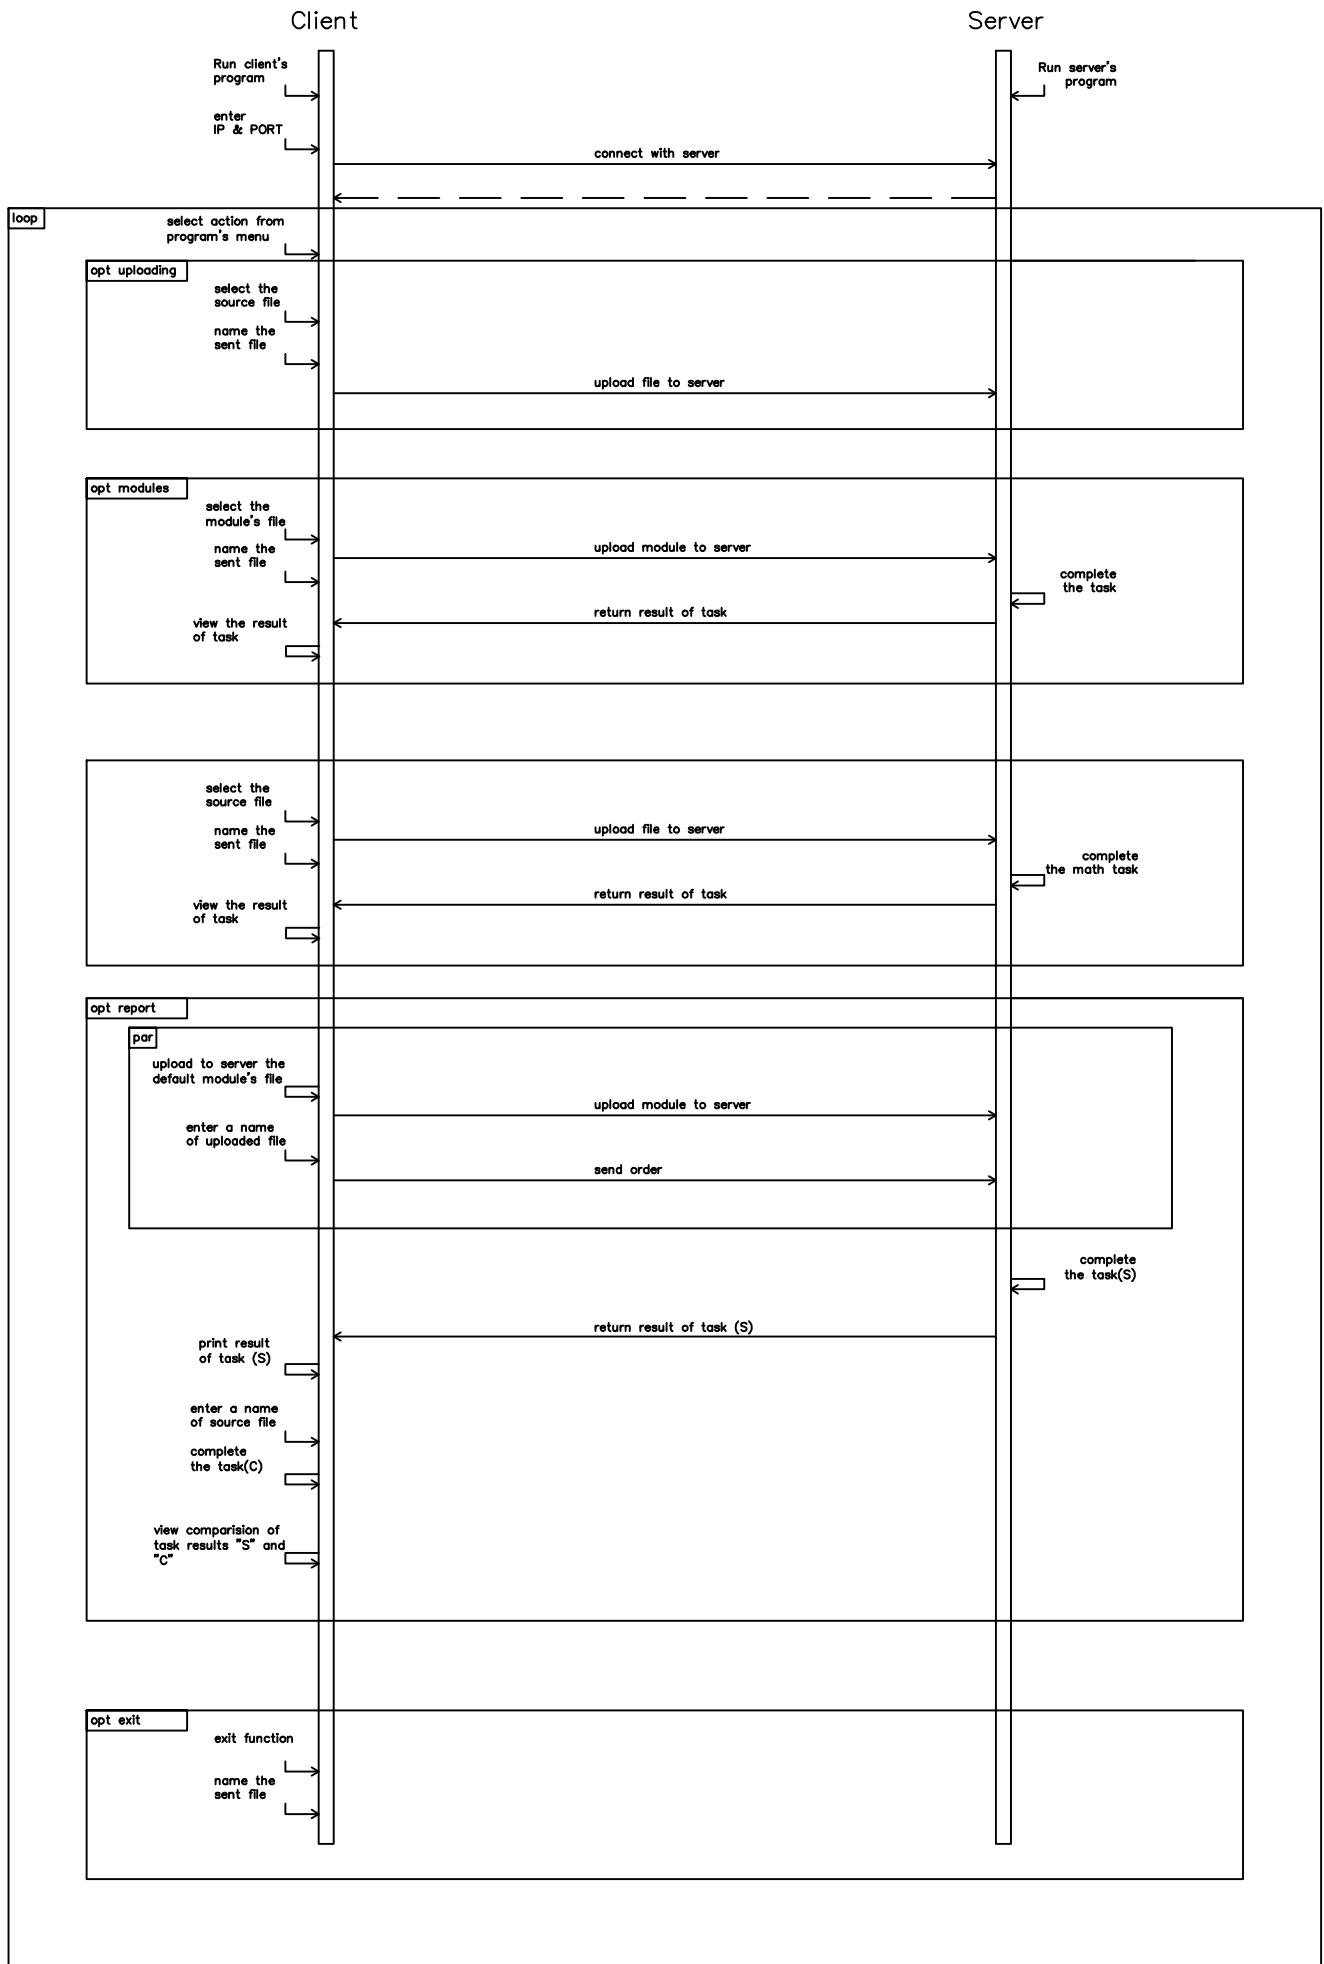 Client
Server
Run client's
program
Run server's
program
enter
IP & PORT
connect with server
loop
select action from
program's menu
opt uploading
select the
source file
name the
sent file
upload file to server
opt modules
select the
module's file
name the
sent file
upload module to server
complete
the task
return result of task
view the result
of task
select the
source file
name the
sent file
upload file to server
complete
the math task
return result of task
view the result
of task
opt report
par
upload to server the
default module's file
upload module to server
enter a name
of uploaded file
send order
complete
the task(S)
return result of task (S)
print result
of task (S)
enter a name
of source file
complete
the task(C)
view comparision of
task results "S" and
"C"
opt exit
exit function
name the
sent file